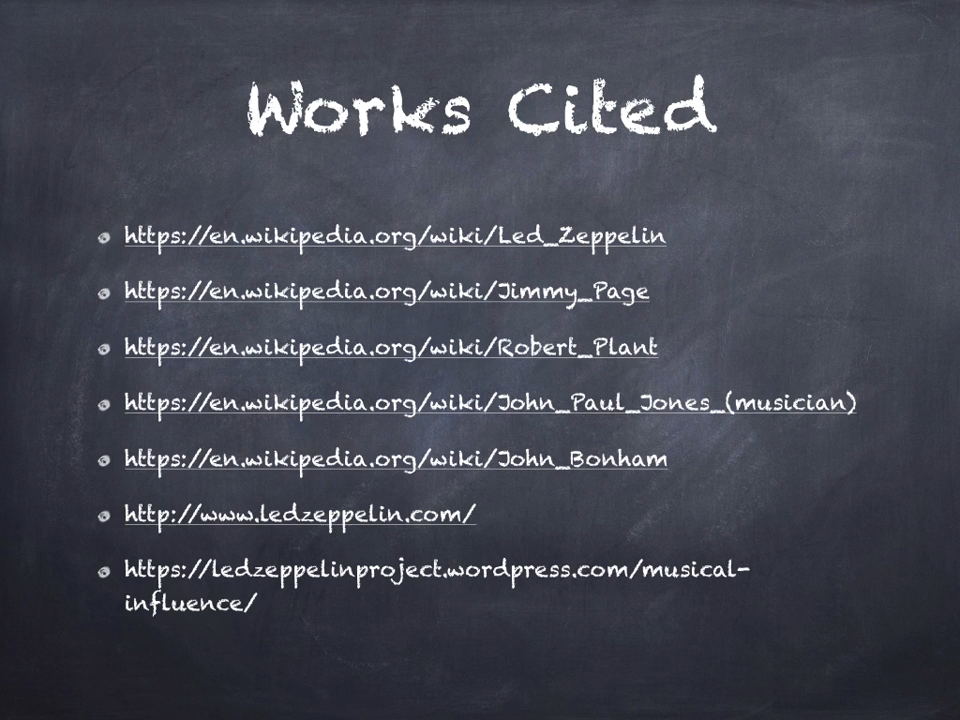 Works Cited
https://en.wikipedia.org/wiki/Led_Zeppelin
https://en.wikipedia.org/wiki/Jimmy_Page
https://en.wikipedia.org/wiki/Robert_Plant
https://en.wikipedia.org/wiki/John_Paul_Jones_(musician)
https://en.wikipedia.org/wiki/John_Bonham
http://www.ledzeppelin.com/
https://ledzeppelinproject.wordpress.com/musical-
influence/